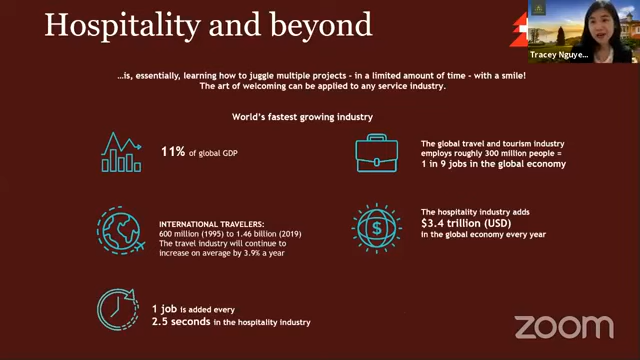 Hospitality and beyond
Tracey Nguye...
...is, essentially, learning how to juggle multiple projects - in a limited amount of time - with a smile!
The art of welcoming can be applied to any service industry.
World's fastest growing industry
11% of global GDP
The global travel and tourism industry
employs roughly 300 million people =
1 in 9 jobs in the global economy
INTERNATIONAL TRAVELERS:
600 million (1995) to 1.46 billion (2019)
The travel industry will continue to
increase on average by 3.9% a year
The hospitality industry adds
$3.4 trillion (USD)
in the global economy every year
$
1 job is added every
2.5 seconds in the hospitality industry
zoom